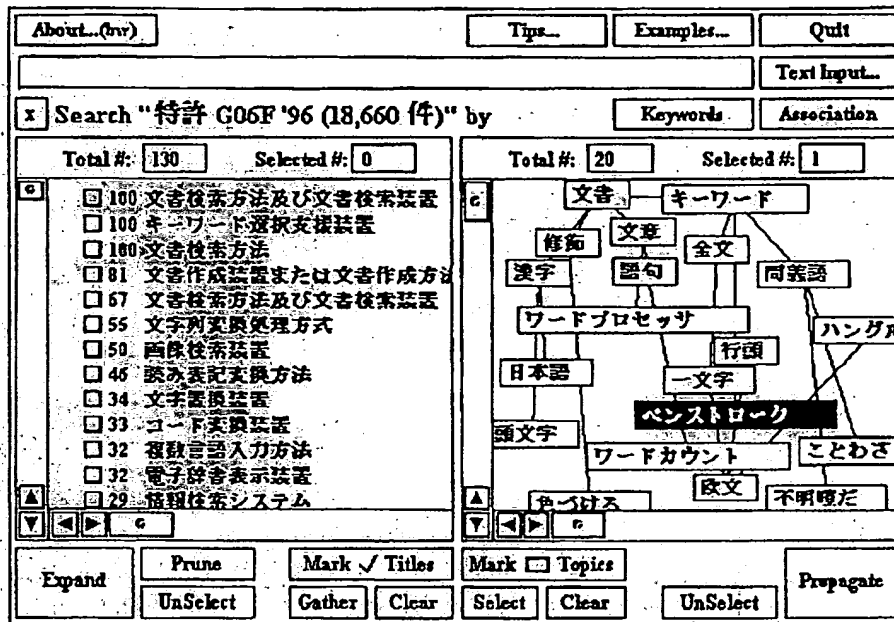 About...(hw) Tips... Examples... Quit
Text Input...
x Search "特許 G06F '96 (18,660 件)" by Keywords Association
Total #: 130 Selected #: 0 Total #: 20 Selected #: 1
100 文書検索方法及び文書検索装置
100 キーワード選択支援装置
100 文書検索方法
81 文書作成装置または文書作成方法
67 文書検索方法及び文書検索装置
55 文字列変換処理方式
50 画像検索装置
46 読み表記変換方法
34 文字置換装置
33 コード変換装置
32 複数言語入力方法
32 電子辞書表示装置
29 情報検索システム
文書 キーワード
修飾 文章 全文
漢字 語句 同義語
ワードプロセッサ ハングル
行頭
日本語 一文字
ペンストローク
頭文字 ワードカウント ことわざ
色づける 欧文 不明瞭だ
Expand Prune Mark ✓ Titles Mark □ Topics Propagate
UnSelect Gather Clear Select Clear UnSelect